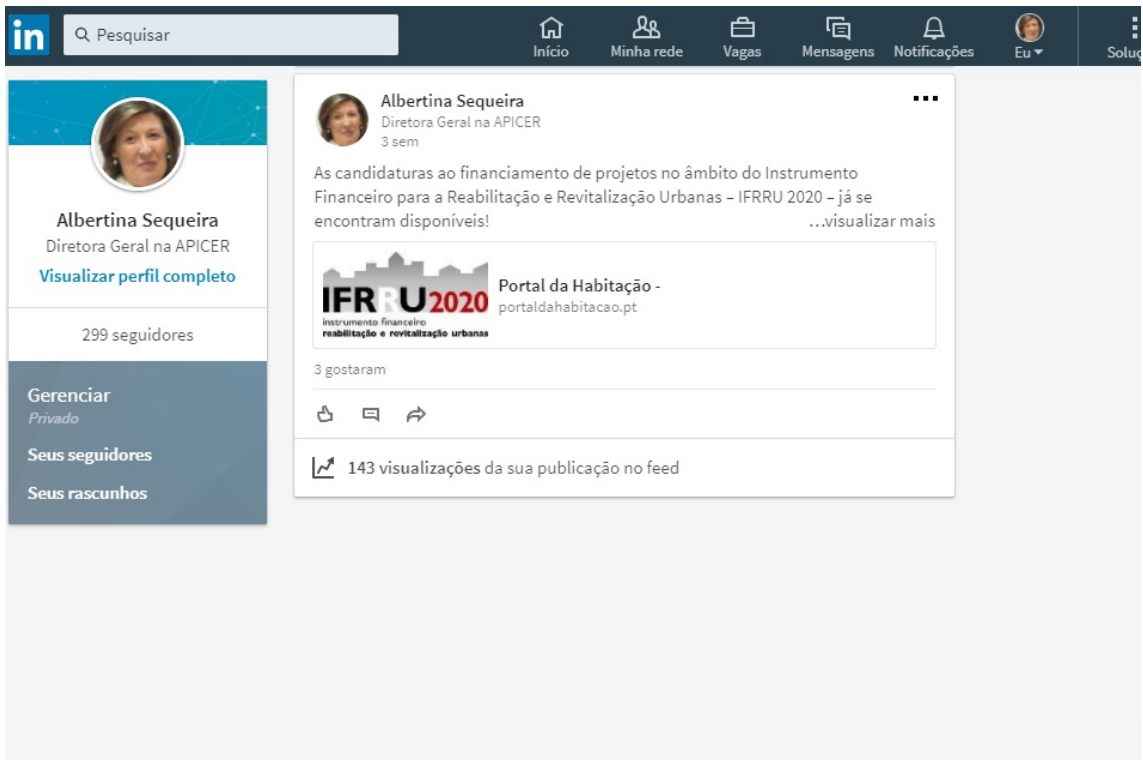 in Pesquisar
Início Minha rede Vagas Mensagens Notificações Eu Soluç
Albertina Sequeira
Diretora Geral na APICER
Visualizar perfil completo
299 seguidores
Gerenciar
Privado
Seus seguidores
Seus rascunhos
Albertina Sequeira
Diretora Geral na APICER
3 sem
As candidaturas ao financiamento de projetos no âmbito do Instrumento
Financeiro para a Reabilitação e Revitalização Urbanas – IFRRU 2020 – já se
encontram disponíveis! …visualizar mais
IFRRU2020
instrumento financeiro
reabilitação e revitalização urbanas
Portal da Habitação -
portaldahabitacao.pt
3 gostaram
143 visualizações da sua publicação no feed